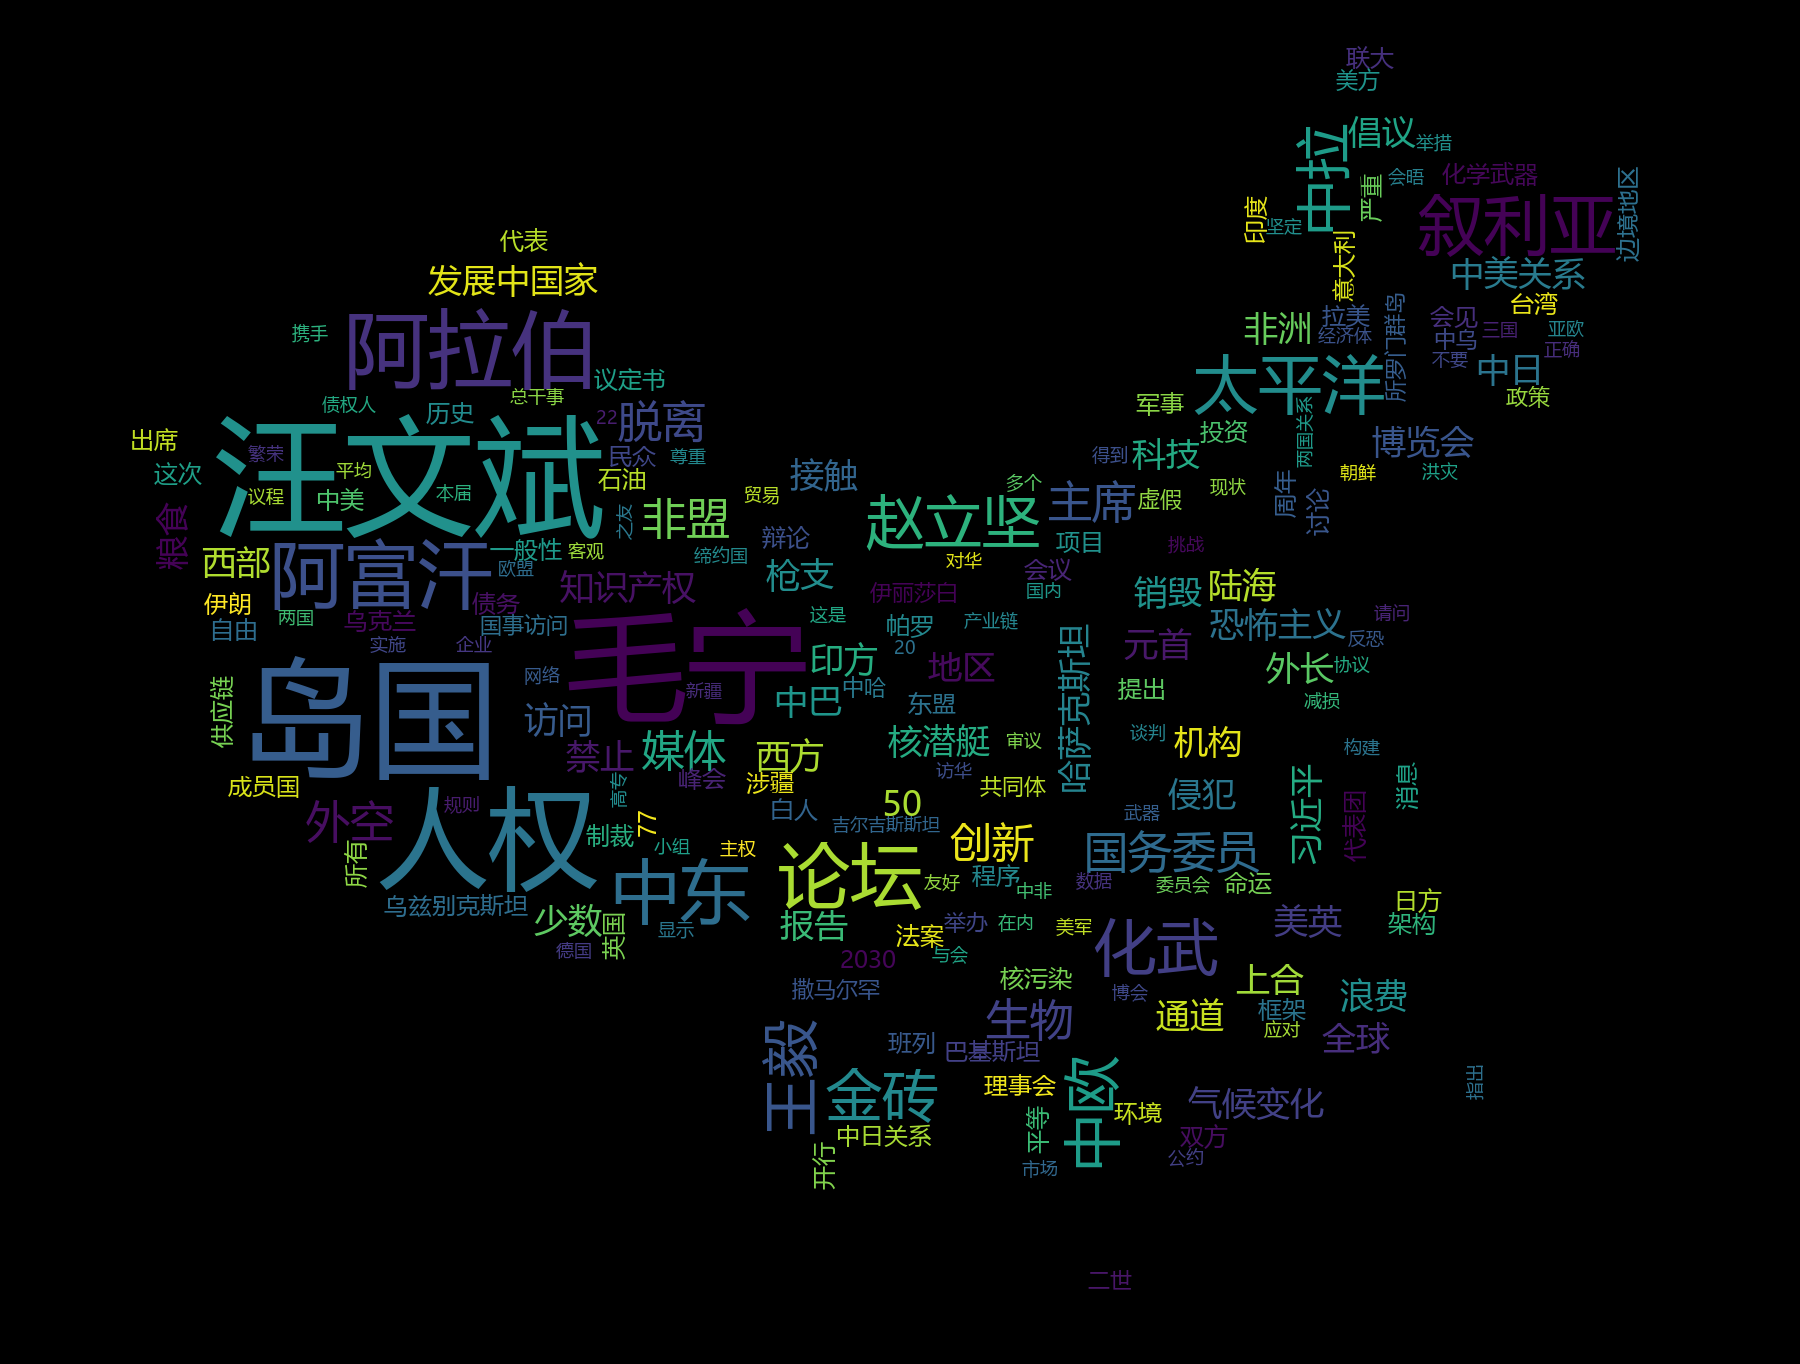 联大
美方
倡议
中拉
举措
化学武器
会晤
严重
边境地区
印度
叙利亚
坚定
代表
意大利
发展中国家
中美关系
台湾
阿拉伯
拉美
所罗门群岛
会见
非洲
携手
经济体
中乌
三国
亚欧
正确
不要
太平洋
中日
议定书
总干事
政策
债权人
军事
历史
22
脱离
投资
两国关系
汪文斌
出席
博览会
繁荣
民众
尊重
得到
科技
这次
平均
石油
接触
朝鲜
洪灾
议程
中美
本届
贸易
多个
主席
虚假
现状
周年
讨论
之友
非盟
赵立坚
粮食
辩论
项目
挑战
西部
阿富汗
一般性
客观
缔约国
对华
欧盟
枪支
会议
知识产权
伊丽莎白
国内
销毁
陆海
伊朗
债务
两国
乌克兰
国事访问
这是
帕罗
产业链
恐怖主义
请问
自由
实施
企业
毛宁
20
元首
反恐
印方
地区
外长
协议
岛国
网络
新疆
中哈
哈萨克斯坦
提出
中巴
东盟
减损
供应链
访问
媒体
核潜艇
审议
谈判
机构
构建
禁止
西方
成员国
峰会
涉疆
访华
共同体
习近平
消息
高专
人权
外空
规则
白人
50
武器
侵犯
代表团
77
吉尔吉斯斯坦
制裁
小组
主权
创新
国务委员
所有
中东
论坛
友好
程序
中非
数据
委员会
命运
乌兹别克斯坦
少数
英国
显示
报告
法案
举办
在内
美军
化武
美英
日方
架构
德国
2030
与会
撒马尔罕
核污染
博会
上合
浪费
框架
生物
通道
应对
全球
王毅
班列
巴基斯坦
金砖
理事会
中欧
指出
环境
气候变化
中日关系
平等
双方
开行
市场
公约
二世